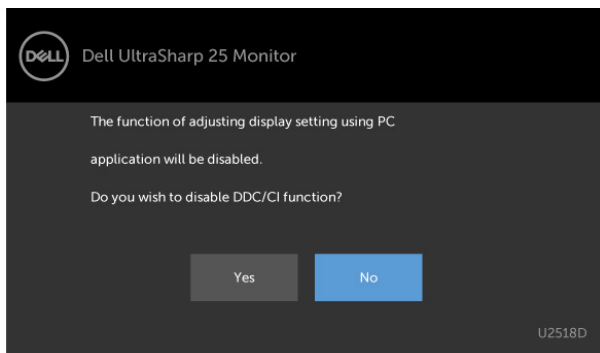 DELL
Dell UltraSharp 25 Monitor
The function of adjusting display setting using PC
application will be disabled.
Do you wish to disable DDC/CI function?
Yes
No
U2518D